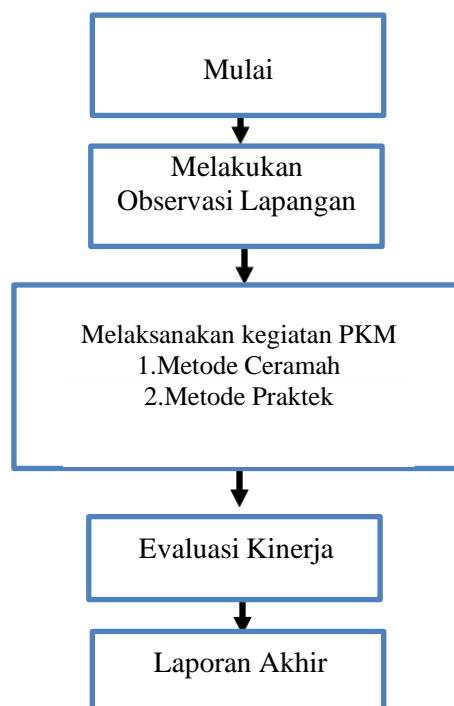 Mulai
Melakukan
Observasi Lapangan
Melaksanakan kegiatan PKM
1.Metode Ceramah
2.Metode Praktek
Evaluasi Kinerja
Laporan Akhir